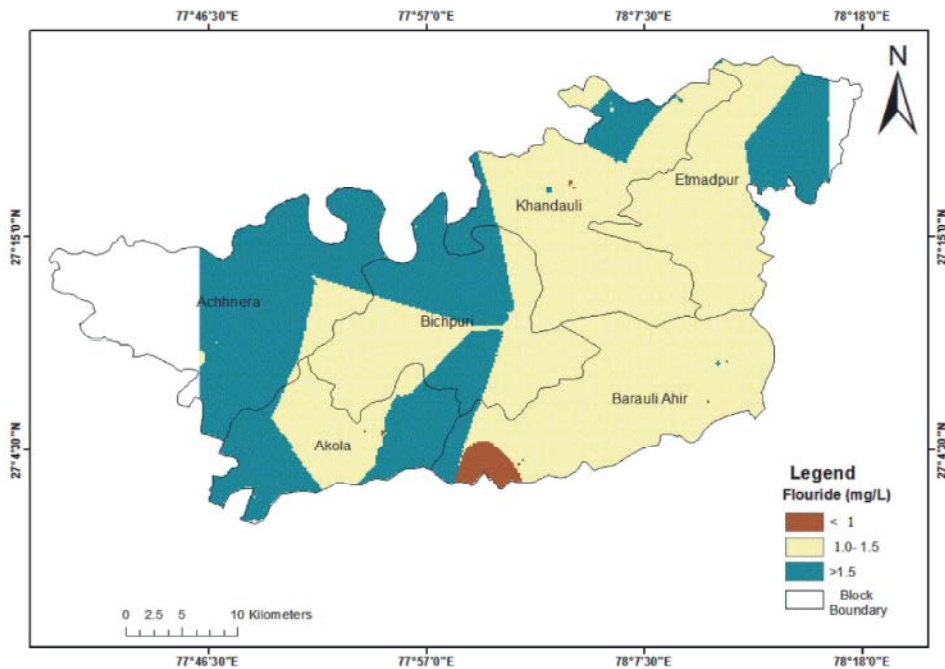 77°46'30"E 77°57'0"E 78°7'30"E 78°18'0"E
N
Etmadpur
Khandauli
27°15'0"N 27°15'0"N
Achhnera
Bichpuri
Barauli Ahir
Akola
27°4'30"N 27°4'30"N
Legend
Flouride (mg/L)
< 1
1.0- 1.5
>1.5
Block
Boundary
0 2.5 5 10 Kilometers
77°46'30"E 77°57'0"E 78°7'30"E 78°18'0"E